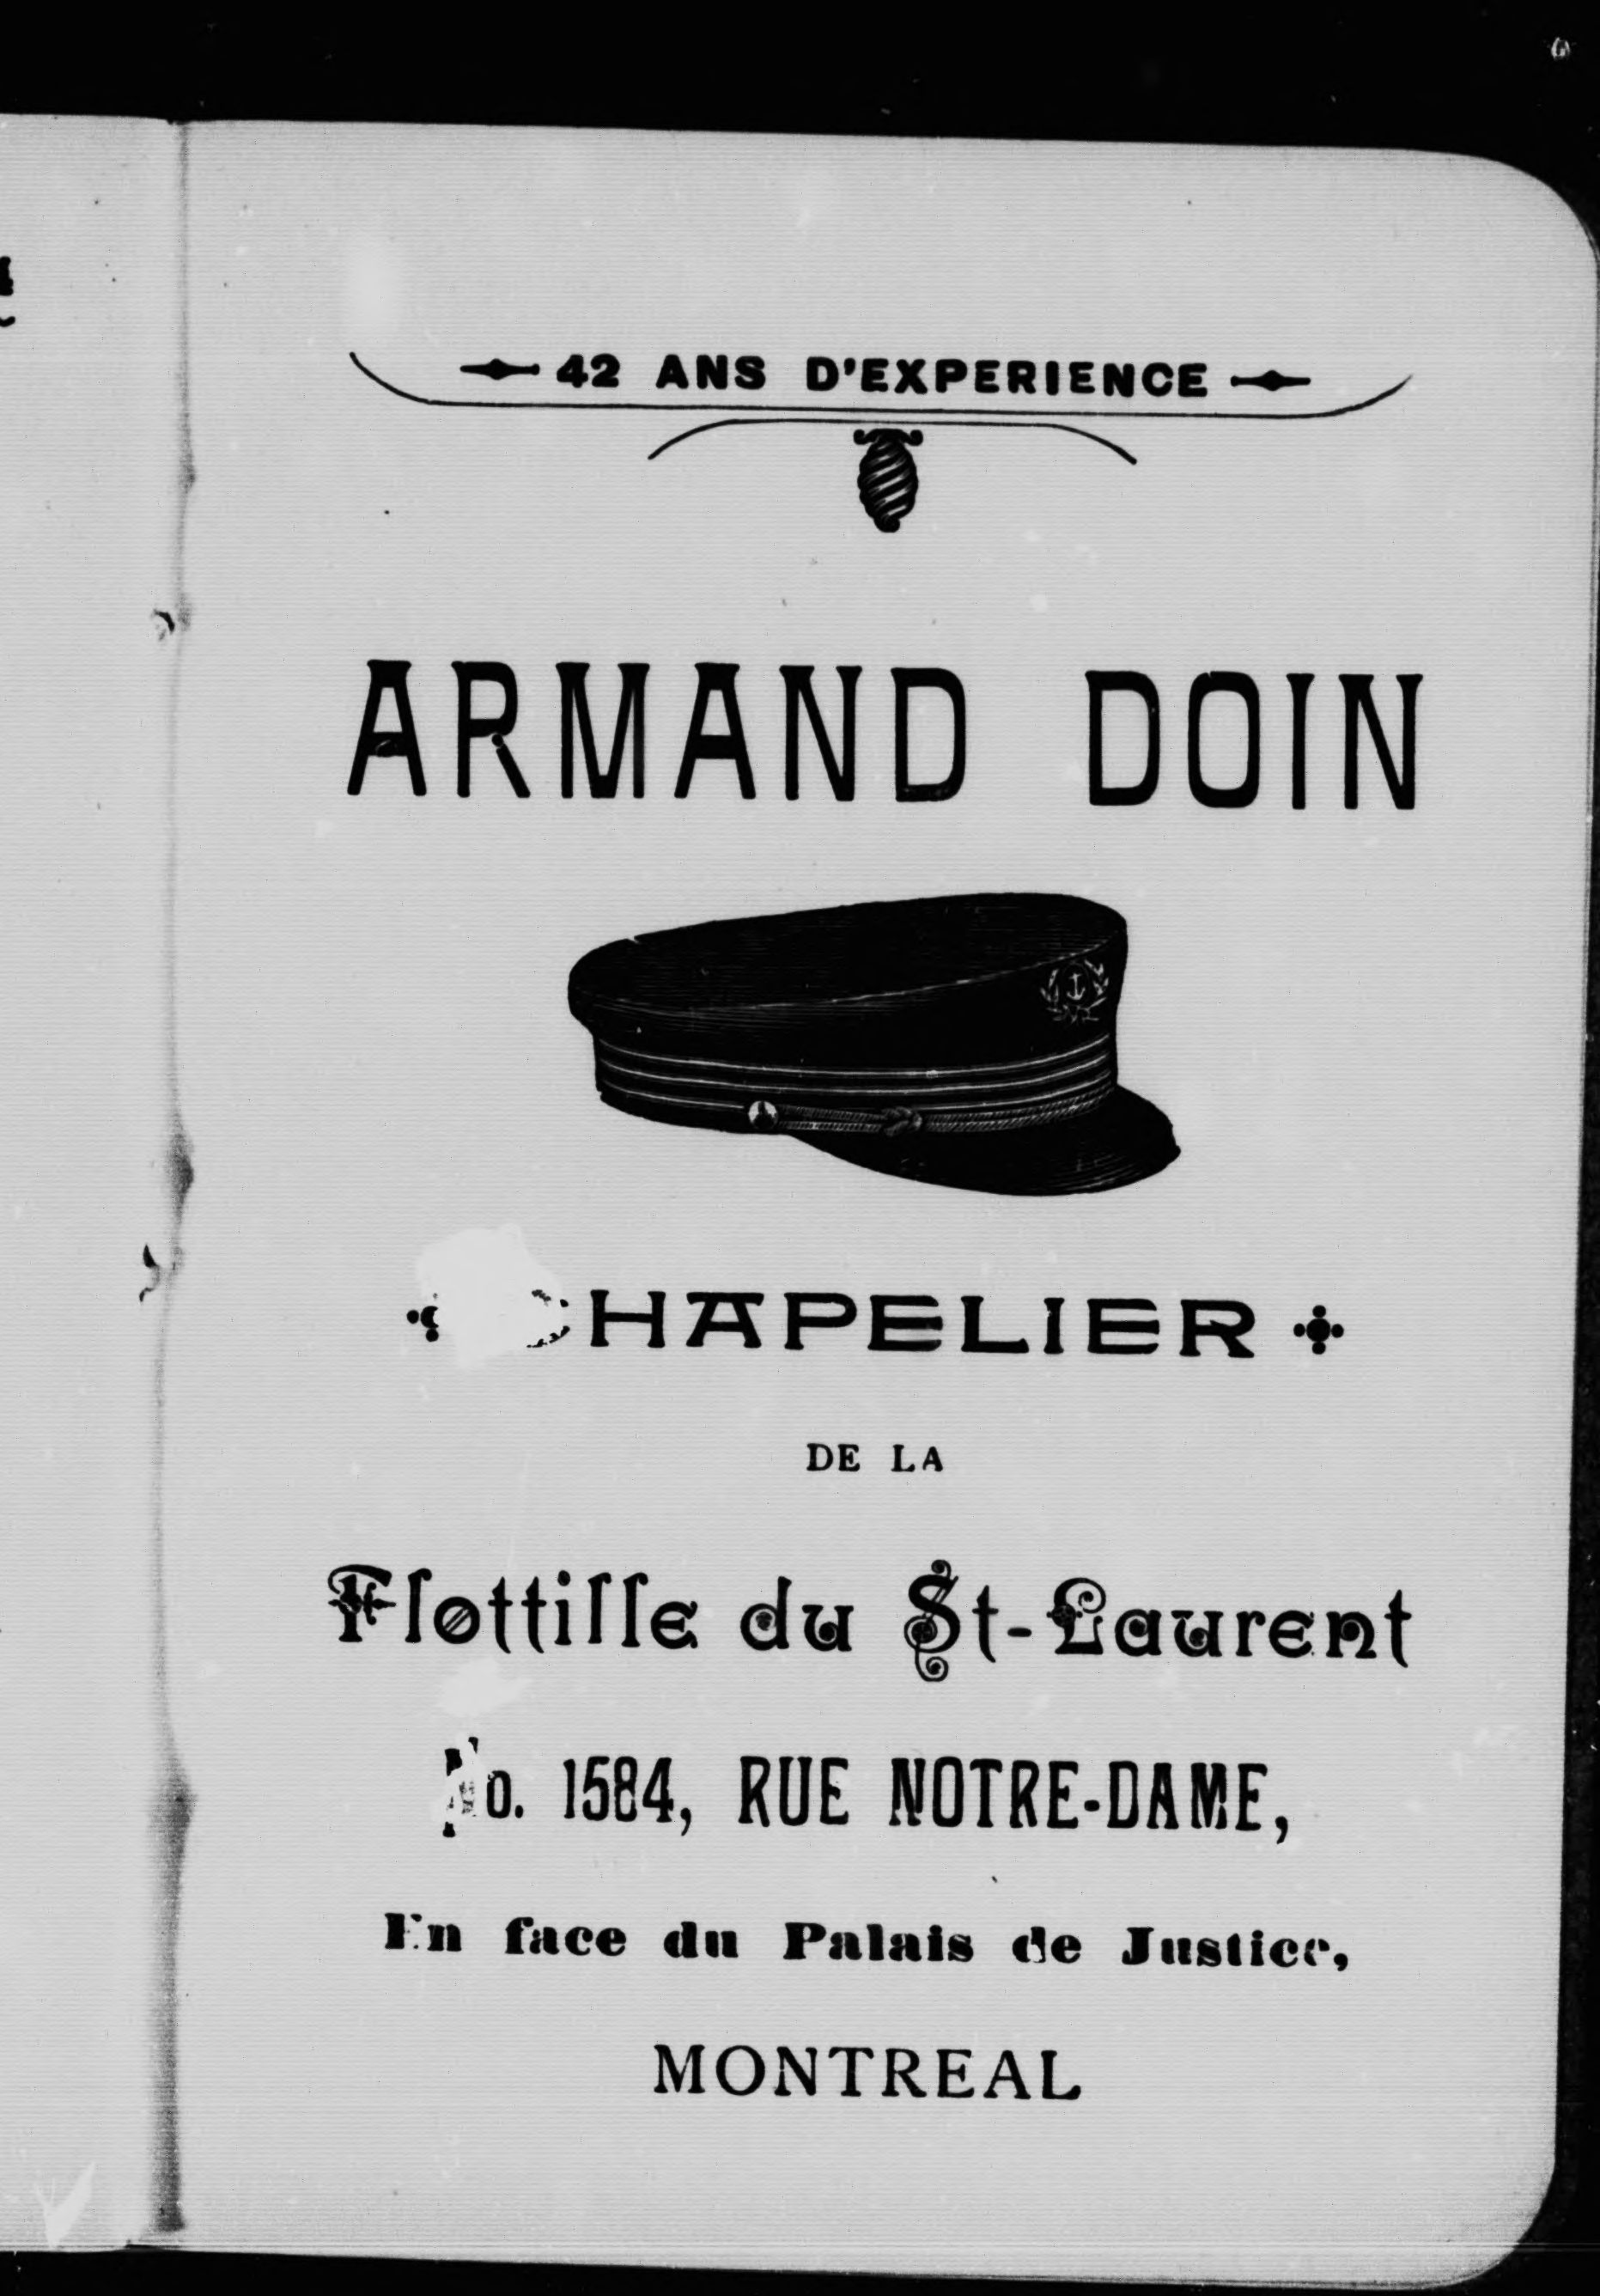 42 ANS D'EXPERIENCE
ARMAND DOIN
CHAPELIER
DE LA
Flottille du St-Laurent
No. 1584, RUE NOTRE-DAME,
En face du Palais de Justice,
MONTREAL